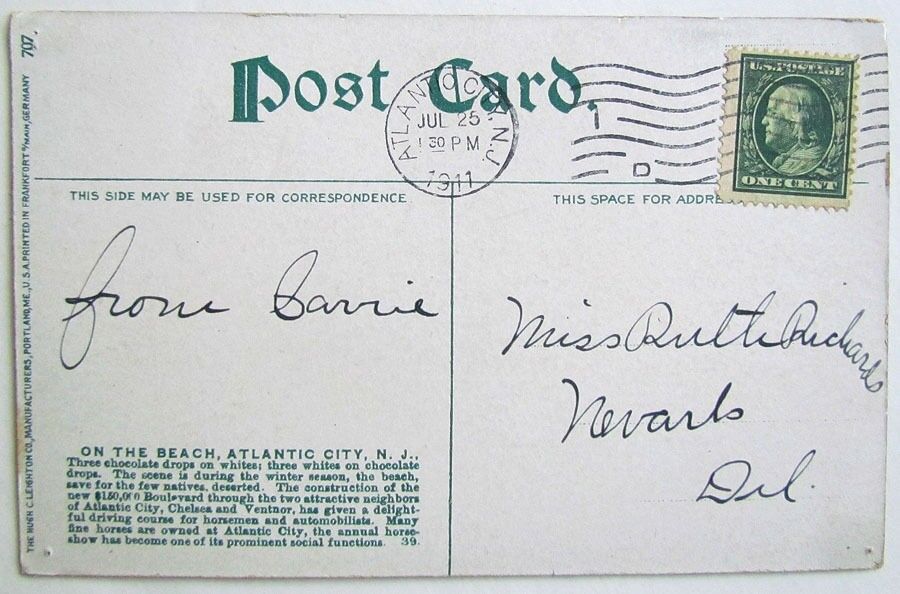 707
THE HUGH C. LEIGHTON CO., MANUFACTURERS, PORTLAND, ME., U.S.A. PRINTED IN FRANKFORT o/MAIN, GERMANY
Post Card.
ATLANTIC CITY, N.J.
JUL 25
1 30 PM
1911
1
D
U.S. POSTAGE
ONE CENT
THIS SIDE MAY BE USED FOR CORRESPONDENCE
THIS SPACE FOR ADDRE
from Carrie
Miss Ruth Richards
Newark
Del.
ON THE BEACH, ATLANTIC CITY, N. J.,
Three chocolate drops on whites; three whites on chocolate
drops. The scene is during the winter season, the beach,
save for the few natives, deserted. The construction of the
new $150,000 Boulevard through the two attractive neighbors
of Atlantic City, Chelsea and Ventnor, has given a delight-
ful driving course for horsemen and automobilists. Many
fine horses are owned at Atlantic City, the annual horse-
show has become one of its prominent social functions. 39.